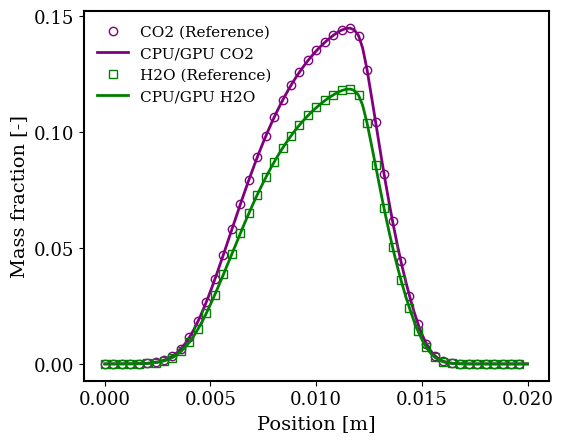 0.15
0.10
0.05
0.00
Mass fraction [-]
CO2 (Reference)
CPU/GPU CO2
H2O (Reference)
CPU/GPU H2O
0.000
0.005
0.010
0.015
0.020
Position [m]